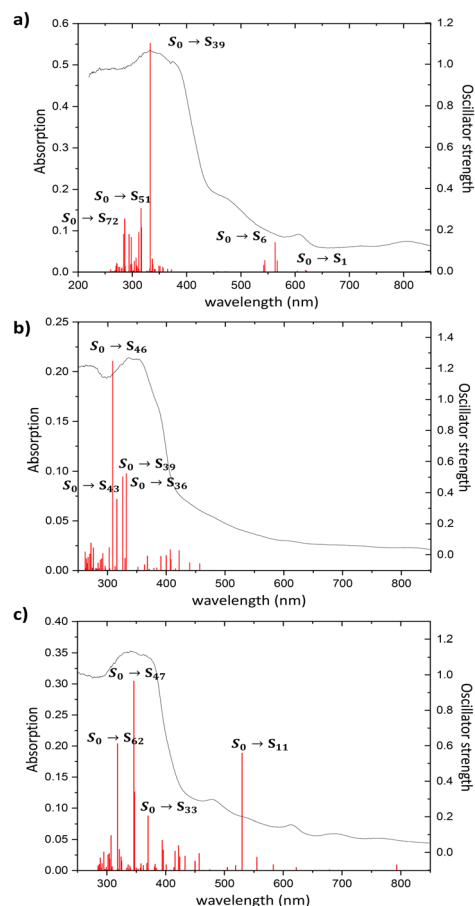 a)
0.6
0.5
0.4
0.3
0.2
0.1
0.0
1.2
1.0
0.8
0.6
0.4
0.2
0.0
Absorption
Oscillator strength
S₀ → S₃₉
S₀ → S₅₁
S₀ → S₇₂
S₀ → S₆
S₀ → S₁
200 300 400 500 600 700 800
wavelength (nm)
b)
0.25
0.20
0.15
0.10
0.05
0.00
1.4
1.2
1.0
0.8
0.6
0.4
0.2
0.0
Absorption
Oscillator strength
S₀ → S₄₆
S₀ → S₃₉
S₀ → S₄₃
S₀ → S₃₆
300 400 500 600 700 800
wavelength (nm)
c)
0.40
0.35
0.30
0.25
0.20
0.15
0.10
0.05
0.00
1.2
1.0
0.8
0.6
0.4
0.2
0.0
Absorption
Oscillator strength
S₀ → S₄₇
S₀ → S₆₂
S₀ → S₁₁
S₀ → S₃₃
300 400 500 600 700 800
wavelength (nm)